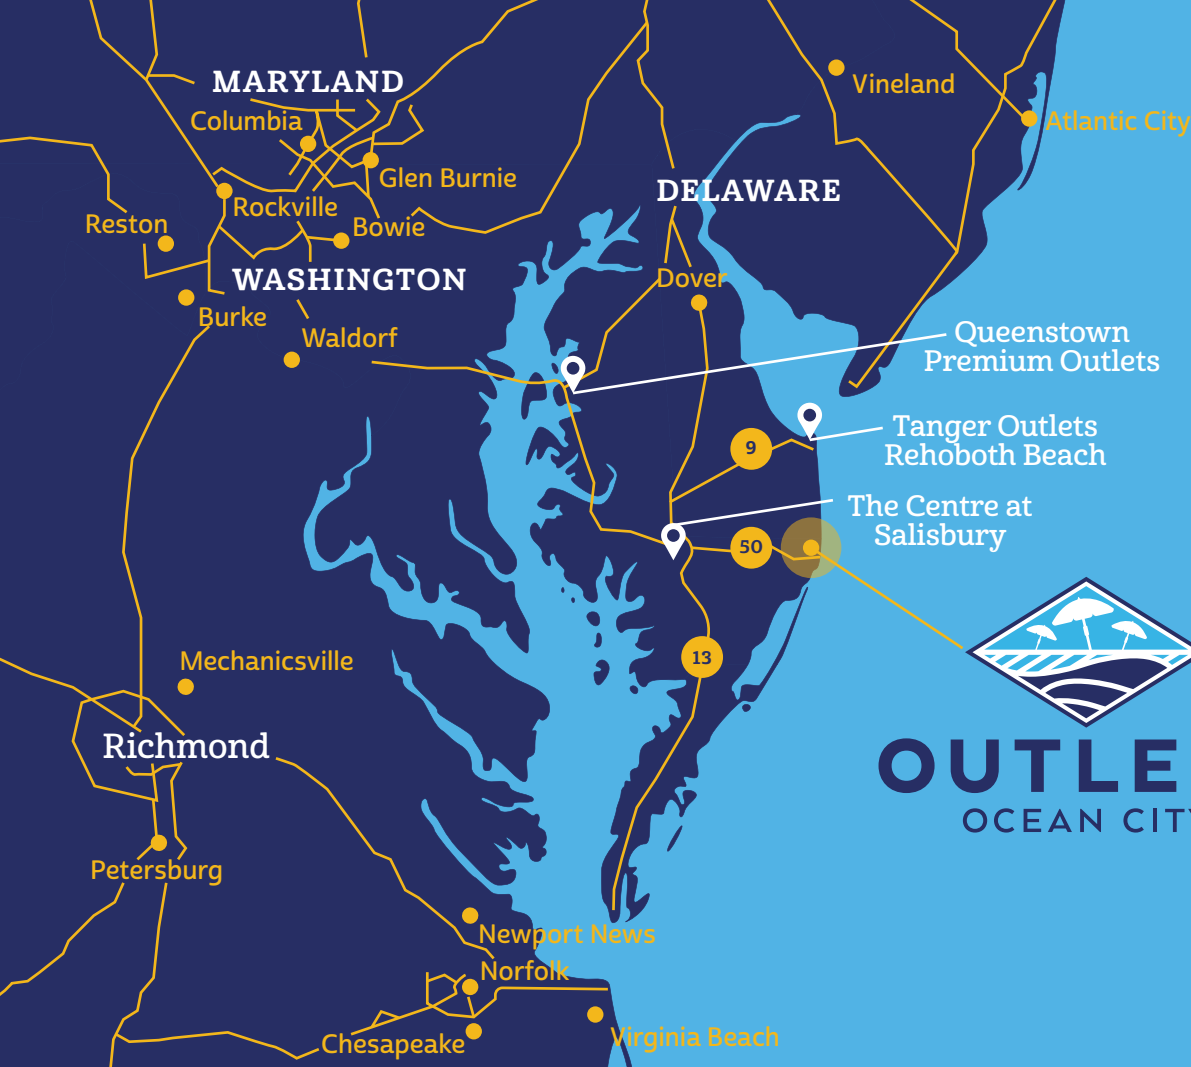 MARYLAND
Vineland
Columbia
Atlantic City
Glen Burnie
DELAWARE
Rockville
Reston
Bowie
WASHINGTON
Dover
Burke
Waldorf
Queenstown
Premium Outlets
Tanger Outlets
Rehoboth Beach
9
The Centre at
Salisbury
50
13
Mechanicsville
Richmond
OUTLE
OCEAN CIT
Petersburg
Newport News
Norfolk
Chesapeake
Virginia Beach